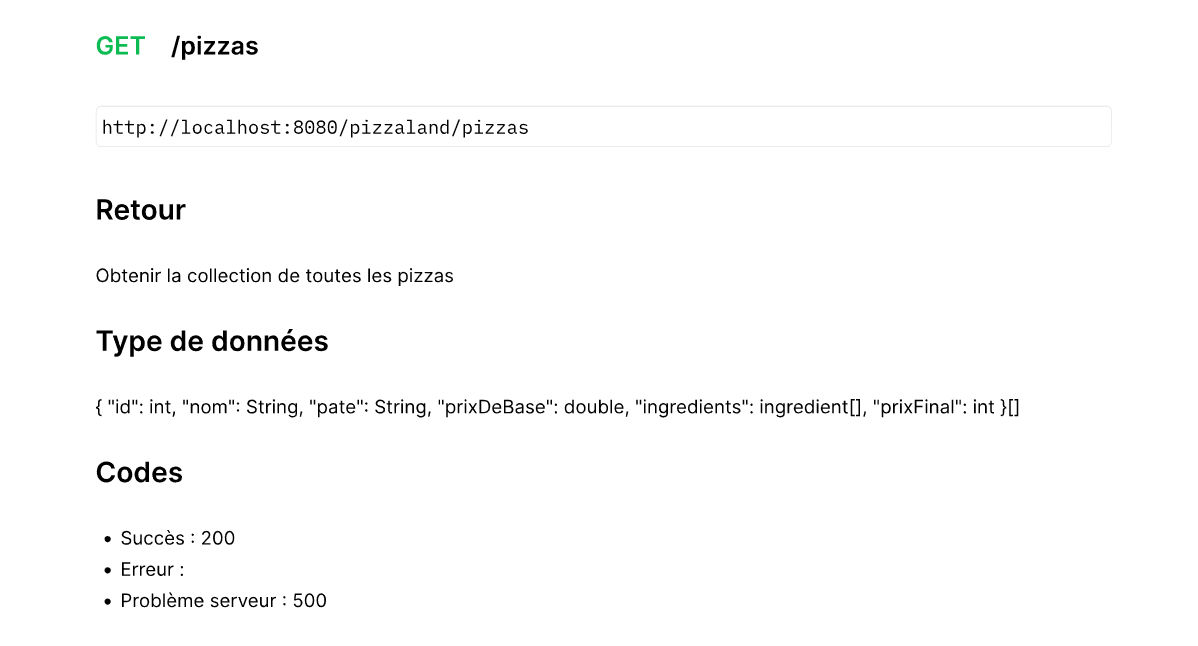 GET /pizzas
http://localhost:8080/pizzaland/pizzas
Retour
Obtenir la collection de toutes les pizzas
Type de données
{ "id": int, "nom": String, "pate": String, "prixDeBase": double, "ingredients": ingredient[], "prixFinal": int }[]
Codes
• Succès : 200
• Erreur :
• Problème serveur : 500